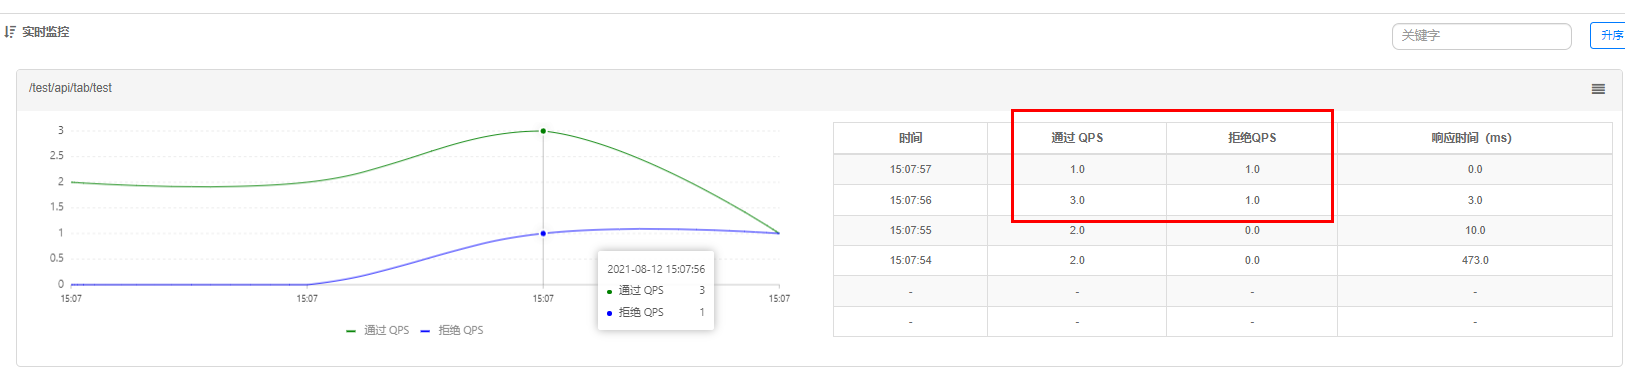 实时监控
关键字
升序
/test/api/tab/test
3
2.5
2
1.5
1
0.5
0
15:07
15:07
15:07
15:07
2021-08-12 15:07:56
通过 QPS 3
拒绝 QPS 1
通过 QPS 拒绝 QPS
时间 通过 QPS 拒绝QPS 响应时间（ms）
15:07:57 1.0 1.0 0.0
15:07:56 3.0 1.0 3.0
15:07:55 2.0 0.0 10.0
15:07:54 2.0 0.0 473.0
- - - -
- - - -